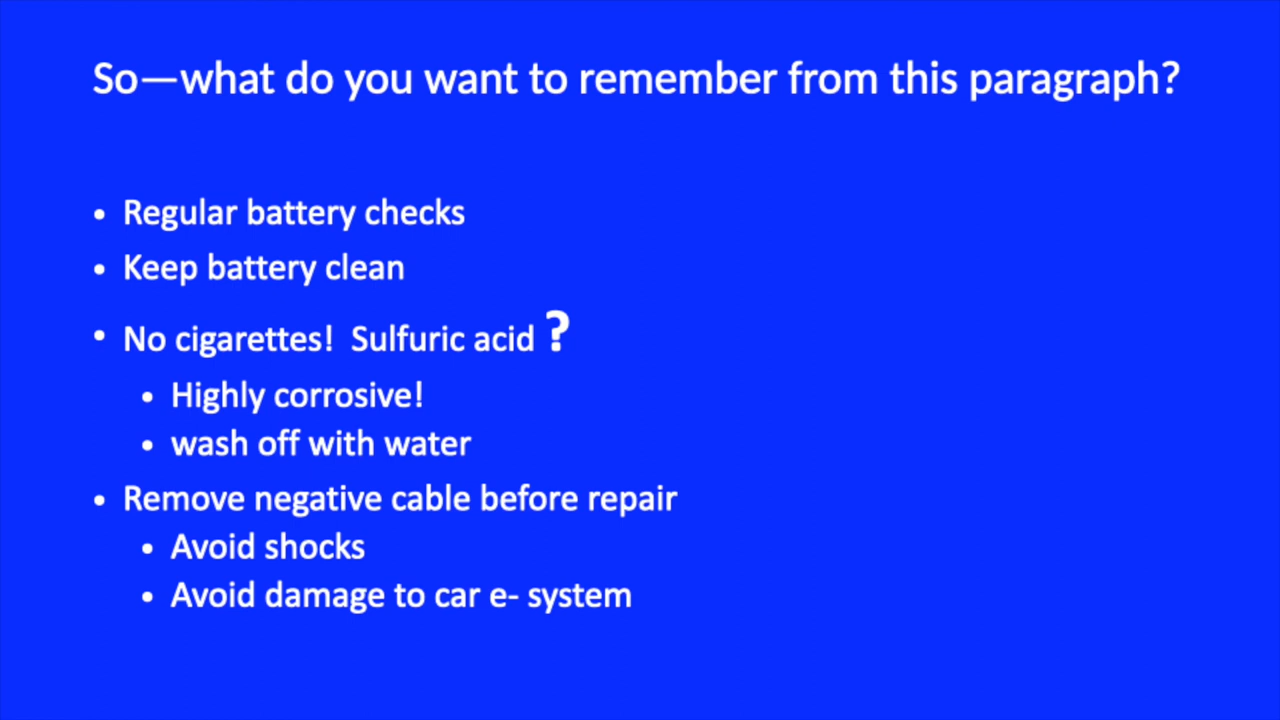 So—what do you want to remember from this paragraph?
• Regular battery checks
• Keep battery clean
• No cigarettes!  Sulfuric acid ?
• Highly corrosive!
• wash off with water
• Remove negative cable before repair
• Avoid shocks
• Avoid damage to car e- system